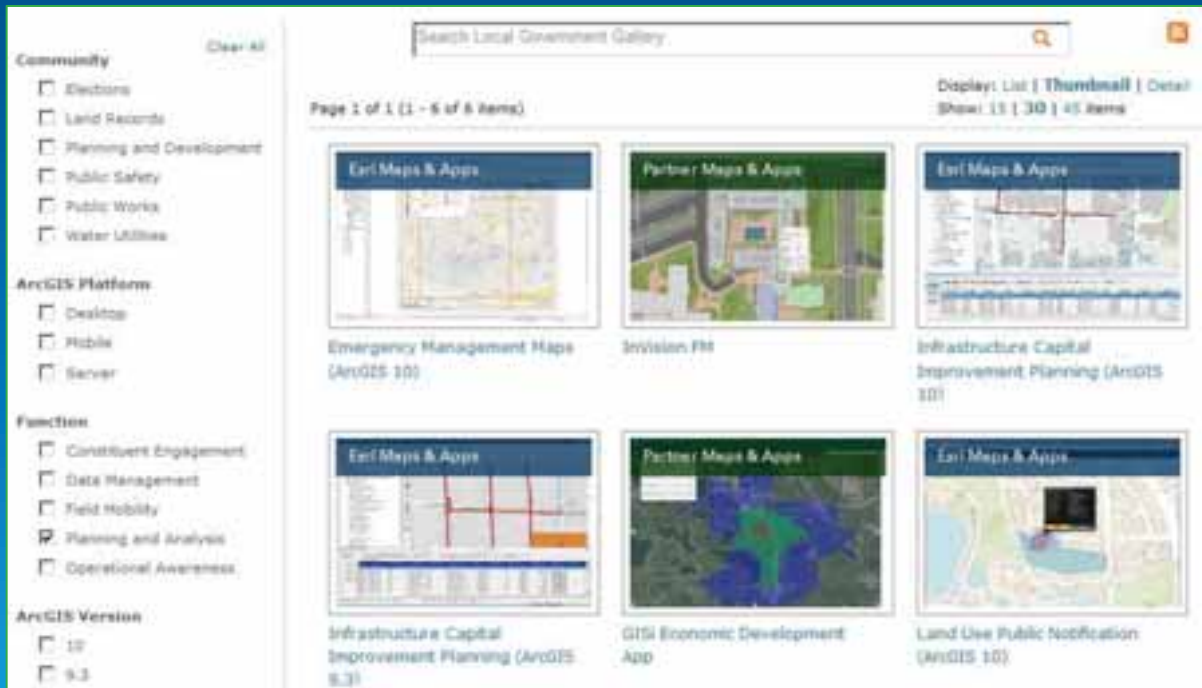 Clear All
Community
Elections
Land Records
Planning and Development
Public Safety
Public Works
Water Utilities
ArcGIS Platform
Desktop
Mobile
Server
Function
Constituent Engagement
Data Management
Field Mobility
Planning and Analysis
Operational Awareness
ArcGIS Version
10
9.3
Search Local Government Gallery
Display: List | Thumbnail | Detail
Page 1 of 1 (1 - 6 of 6 items)
Show: 15 | 30 | 45 items
Esri Maps & Apps
Emergency Management Maps
(ArcGIS 10)
Partner Maps & Apps
InVision FM
Esri Maps & Apps
Infrastructure Capital
Improvement Planning (ArcGIS
10)
Esri Maps & Apps
Infrastructure Capital
Improvement Planning (ArcGIS
9.3)
Partner Maps & Apps
GISi Economic Development
App
Esri Maps & Apps
Land Use Public Notification
(ArcGIS 10)